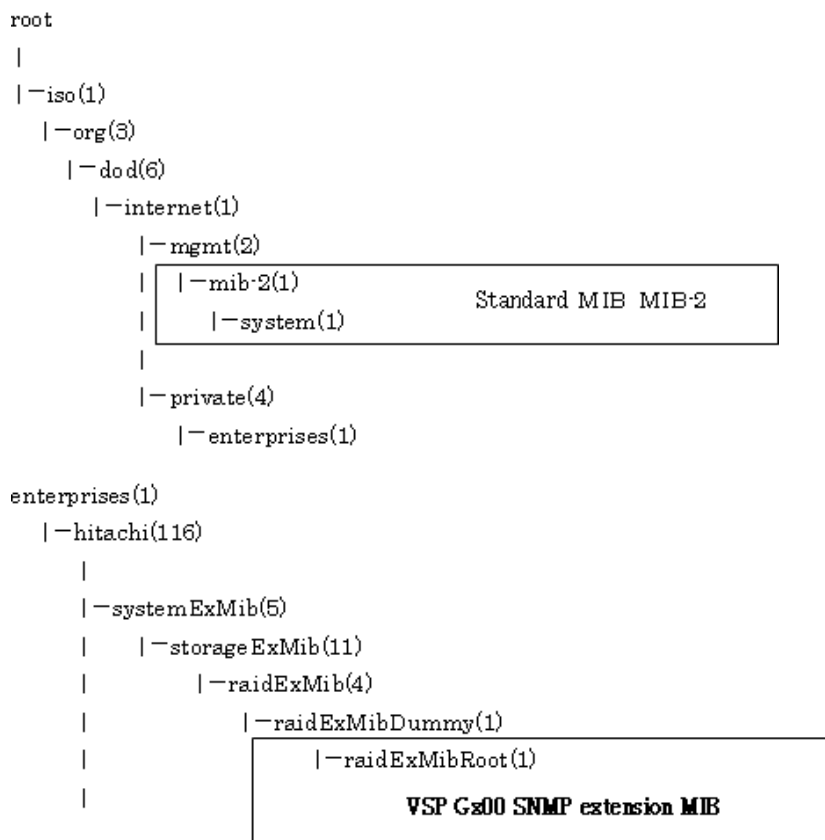 root
|
|－iso(1)
|－org(3)
|－dod(6)
|－internet(1)
|－mgmt(2)
| |－mib-2(1) Standard MIB MIB-2
| |－system(1)
|
|－private(4)
|－enterprises(1)
enterprises(1)
|－hitachi(116)
|
|－systemExMib(5)
| |－storageExMib(11)
| |－raidExMib(4)
| |－raidExMibDummy(1)
| |－raidExMibRoot(1)
| VSP Gx00 SNMP extension MIB